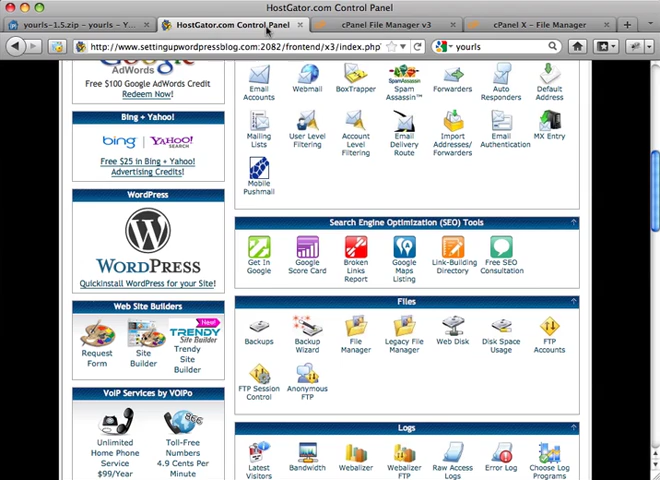 HostGator.com Control Panel
yourls-1.5.zip - yourls - Y...
HostGator.com Control Panel
cPanel File Manager v3
cPanel X - File Manager
http://www.settingupwordpressblog.com:2082/frontend/x3/index.php
yourls
Google
AdWords
Free $100 Google AdWords Credit
Redeem Now!
Bing + Yahoo!
bing
YAHOO!
SEARCH
Free $25 in Bing + Yahoo!
Advertising Credits!
WordPress
WORDPRESS
Quickinstall WordPress for your Site!
Web Site Builders
New!
TRENDY
Site Builder
Request
Form
Site
Builder
Trendy
Site
Builder
VoIP Services by VOIPo
Unlimited
Home Phone
Service
$99/Year
Toll-Free
Numbers
4.9 Cents Per
Minute
Email
Accounts
Webmail
BoxTrapper
Spam
Assassin™
Forwarders
Auto
Responders
Default
Address
Mailing
Lists
User Level
Filtering
Account
Level
Filtering
Email
Delivery
Route
Import
Addresses/
Forwarders
Email
Authentication
MX Entry
Mobile
Pushmail
Search Engine Optimization (SEO) Tools
Get In
Google
Google
Score Card
Broken
Links
Report
Google
Maps
Listing
Link-Building
Directory
Free SEO
Consultation
Files
Backups
Backup
Wizard
File
Manager
Legacy File
Manager
Web Disk
Disk Space
Usage
FTP
Accounts
FTP Session
Control
Anonymous
FTP
Logs
Latest
Visitors
Bandwidth
Webalizer
Webalizer
FTP
Raw Access
Logs
Error Log
Choose Log
Programs